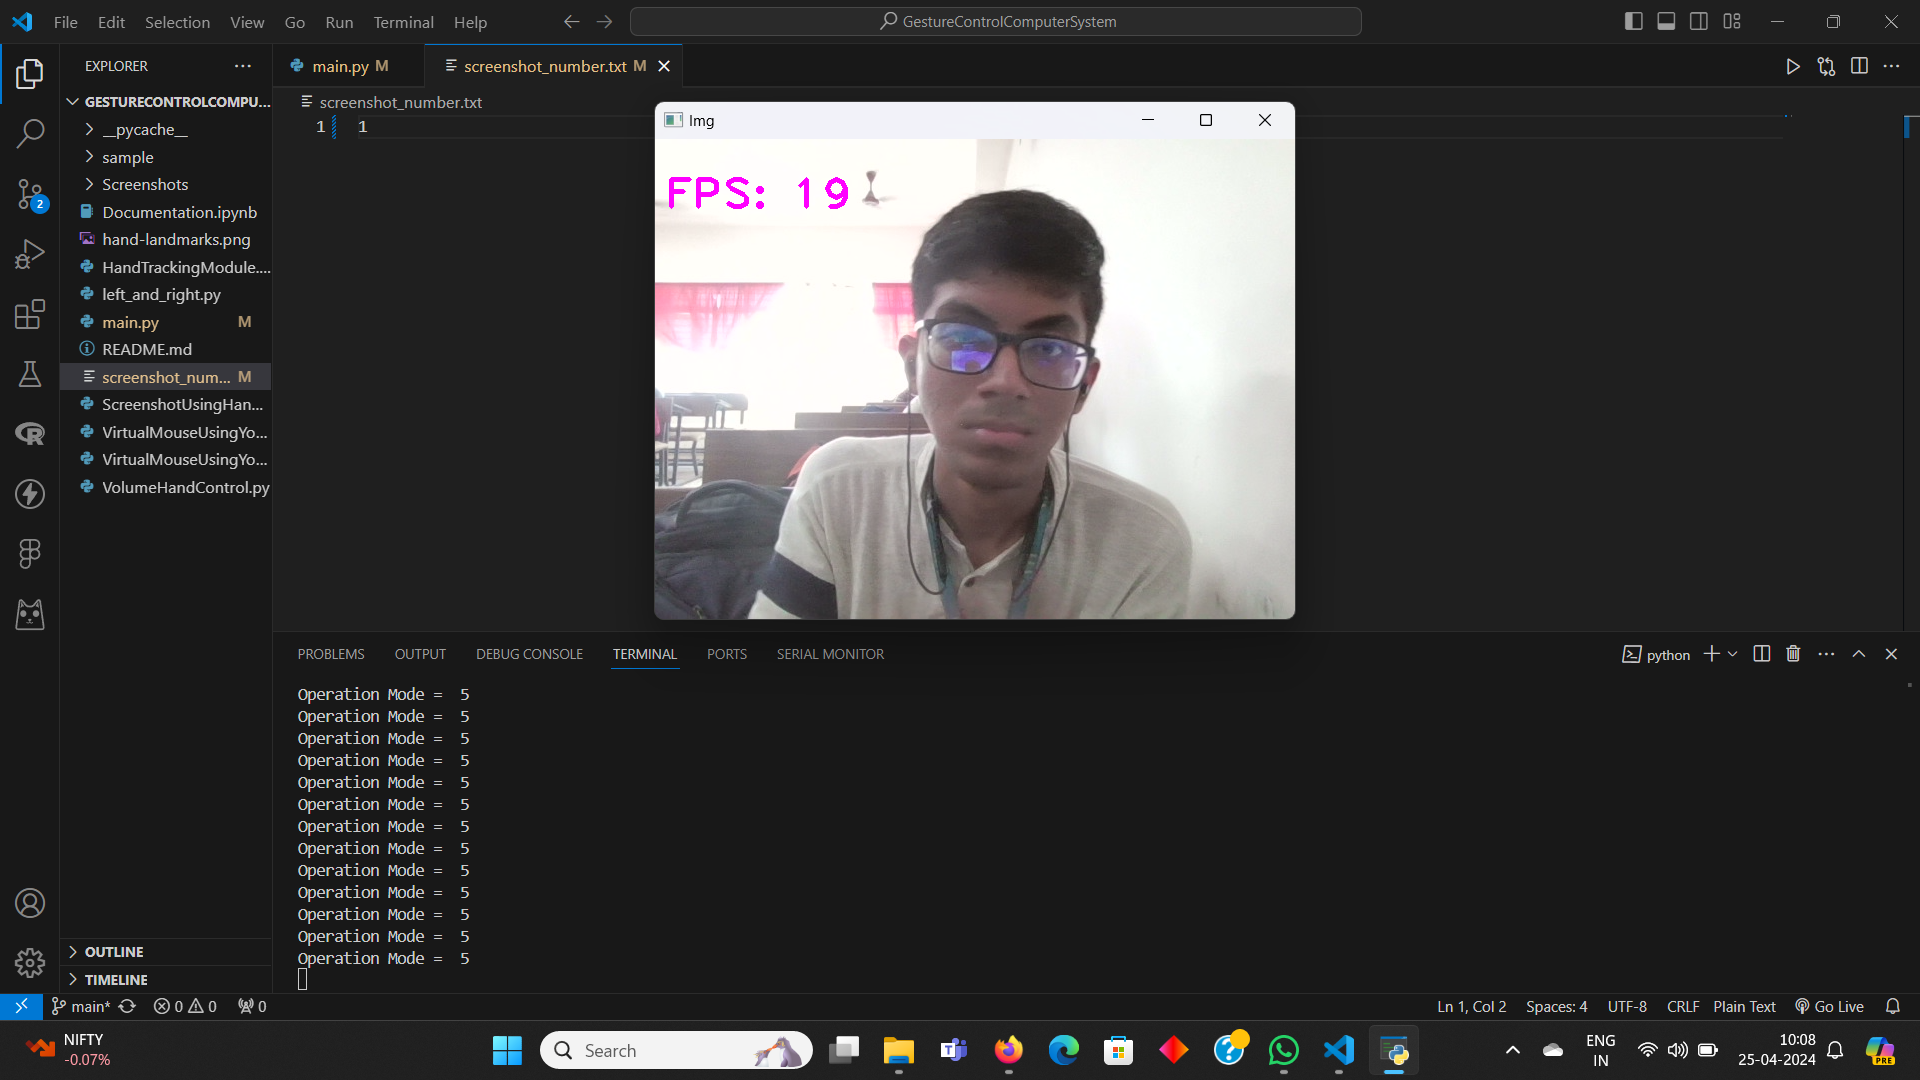 File Edit Selection View Go Run Terminal Help
GestureControlComputerSystem
EXPLORER
GESTURECONTROLCOMPU...
__pycache__
sample
Screenshots
Documentation.ipynb
hand-landmarks.png
HandTrackingModule....
left_and_right.py
main.py M
README.md
screenshot_num... M
ScreenshotUsingHan...
VirtualMouseUsingYo...
VirtualMouseUsingYo...
VolumeHandControl.py
OUTLINE
TIMELINE
main.py M screenshot_number.txt M
screenshot_number.txt
1 1
Img
FPS: 19
PROBLEMS OUTPUT DEBUG CONSOLE TERMINAL PORTS SERIAL MONITOR
python
Operation Mode = 5
Operation Mode = 5
Operation Mode = 5
Operation Mode = 5
Operation Mode = 5
Operation Mode = 5
Operation Mode = 5
Operation Mode = 5
Operation Mode = 5
Operation Mode = 5
Operation Mode = 5
Operation Mode = 5
Operation Mode = 5
2
main* 0 0 0
Ln 1, Col 2 Spaces: 4 UTF-8 CRLF Plain Text Go Live
NIFTY
-0.07%
Search
ENG
IN
10:08
25-04-2024
PRE